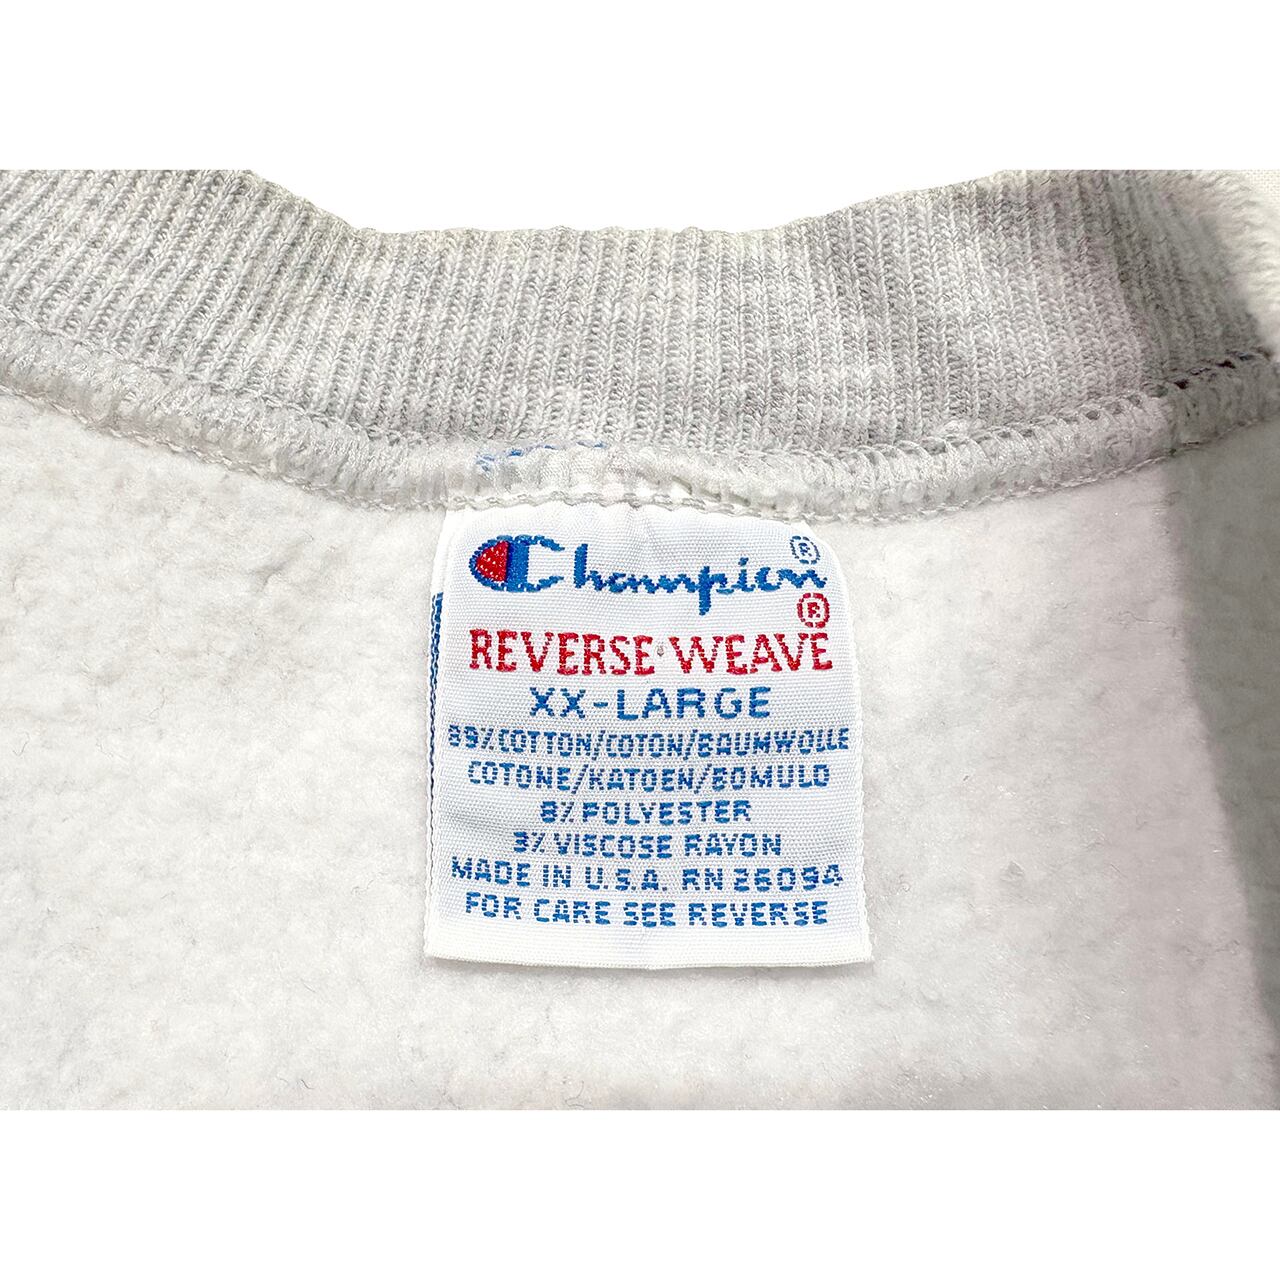 Champion®
®
REVERSE WEAVE
XX-LARGE
89% COTTON/COTON/BAUMWOLLE
COTONE/KATOEN/BOMULD
8% POLYESTER
3% VISCOSE RAYON
MADE IN U.S.A. RN 26094
FOR CARE SEE REVERSE